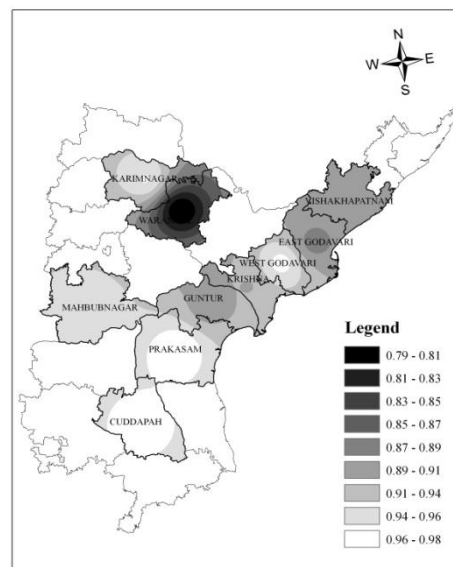 N
W E
S
KARIMNAGAR
WAR
VISHAKHAPATNAM
EAST GODAVARI
WEST GODAVARI
KRISHNA
GUNTUR
MAHBUBNAGAR
PRAKASAM
CUDDAPAH
Legend
0.79 - 0.81
0.81 - 0.83
0.83 - 0.85
0.85 - 0.87
0.87 - 0.89
0.89 - 0.91
0.91 - 0.94
0.94 - 0.96
0.96 - 0.98